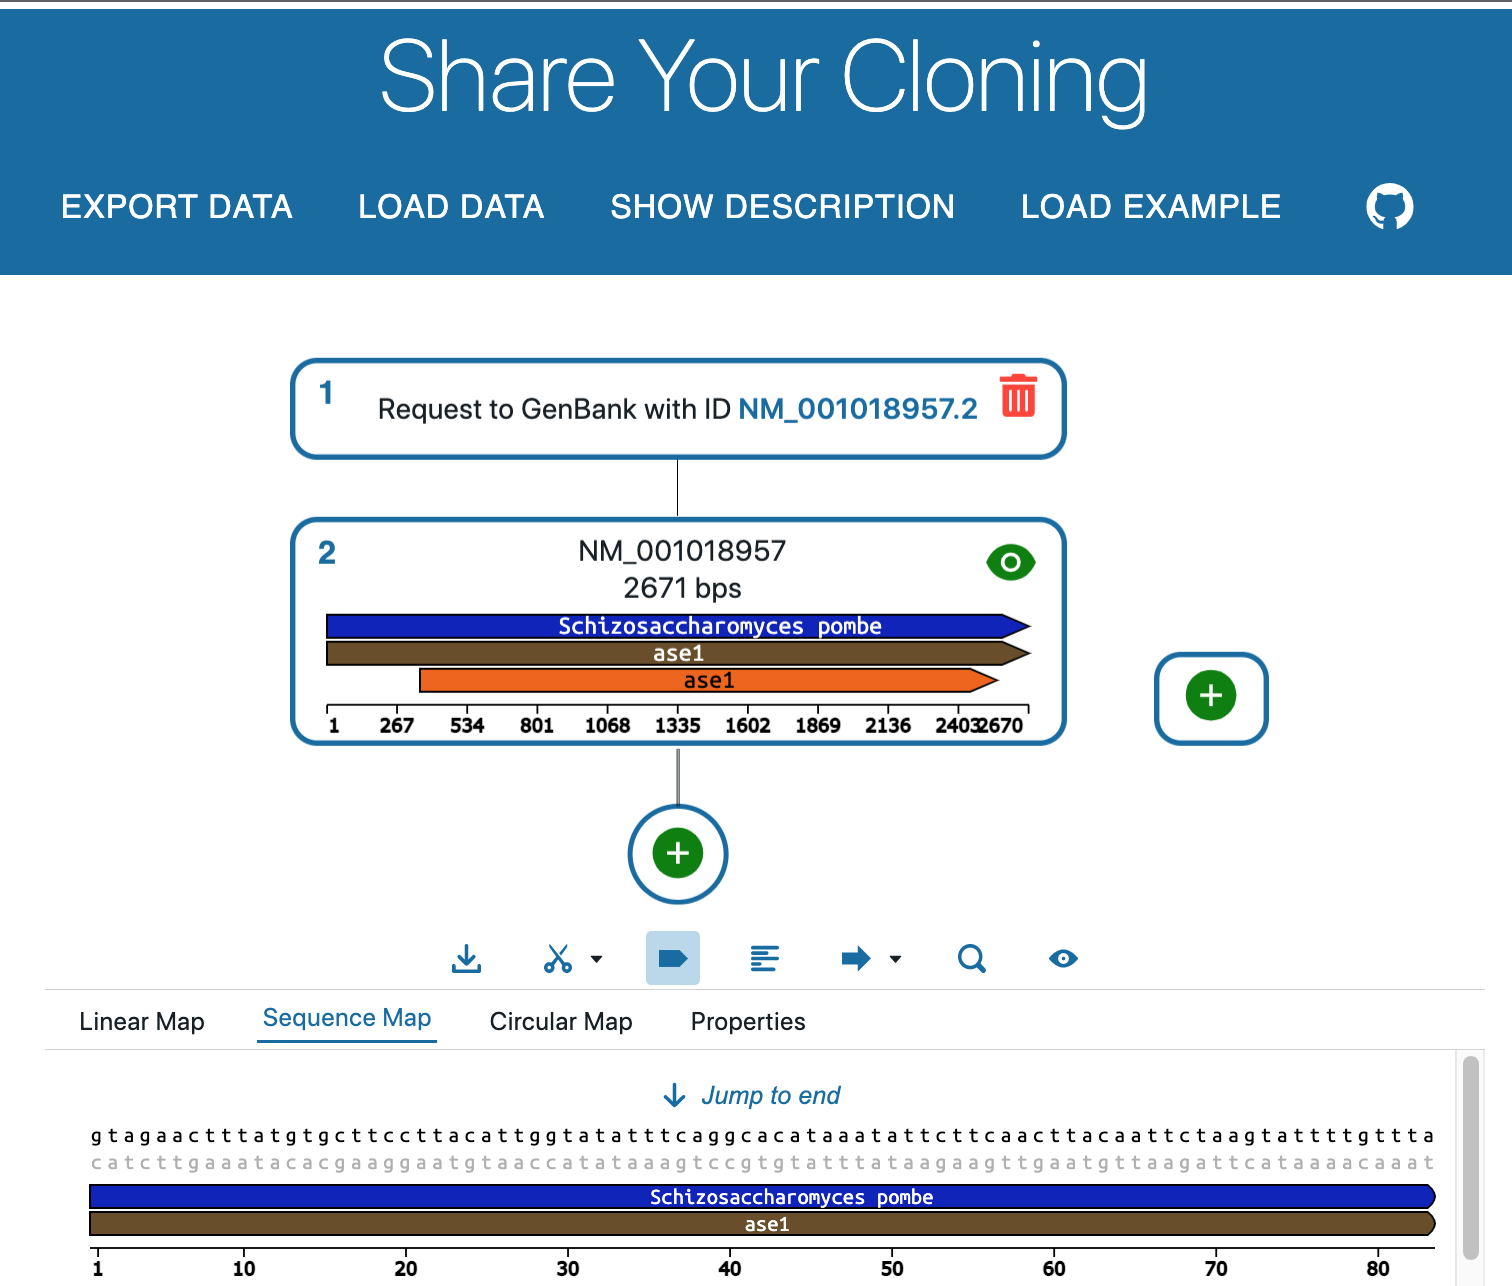 Share Your Cloning
EXPORT DATA LOAD DATA SHOW DESCRIPTION LOAD EXAMPLE
1
Request to GenBank with ID NM_001018957.2
2
NM_001018957
2671 bps
Schizosaccharomyces pombe
ase1
ase1
1 267 534 801 1068 1335 1602 1869 2136 2403 2670
Linear Map Sequence Map Circular Map Properties
Jump to end
gtagaactttatgtgcttccttacattggtatatttcaggcacataaatattcttcaacttacaattctaagtattttgttta
catcttgaaatacacgaaggaatgtaaccatataaagtccgtgtatttataagaagttgaatgttaagattcataaaacaaat
Schizosaccharomyces pombe
ase1
1 10 20 30 40 50 60 70 80